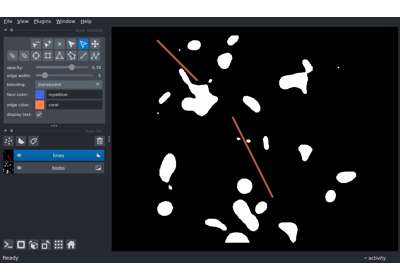 File View Plugins Window Help
opacity: 0.70
edge width: 5
blending: translucent
face color: royalblue
edge color: coral
display text: ✓
lines
blobs
Ready
activity